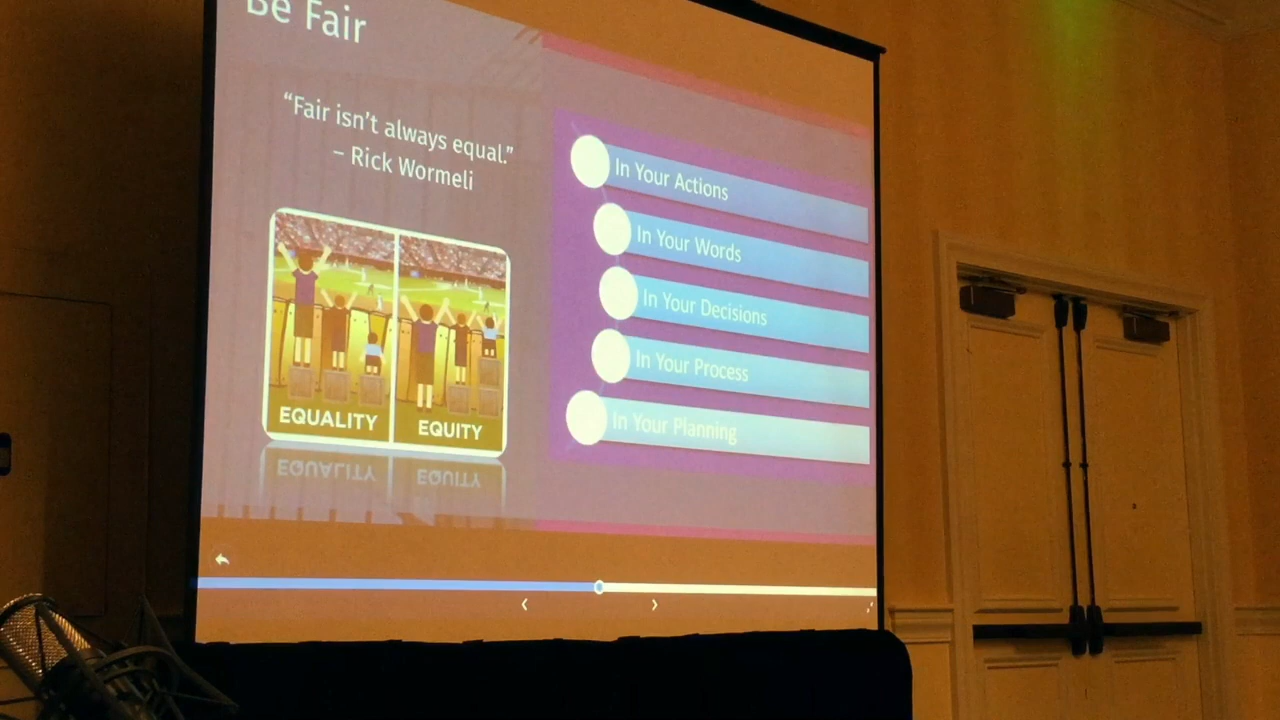 Be Fair
“Fair isn’t always equal.”
– Rick Wormeli
EQUALITY
EQUITY
In Your Actions
In Your Words
In Your Decisions
In Your Process
In Your Planning